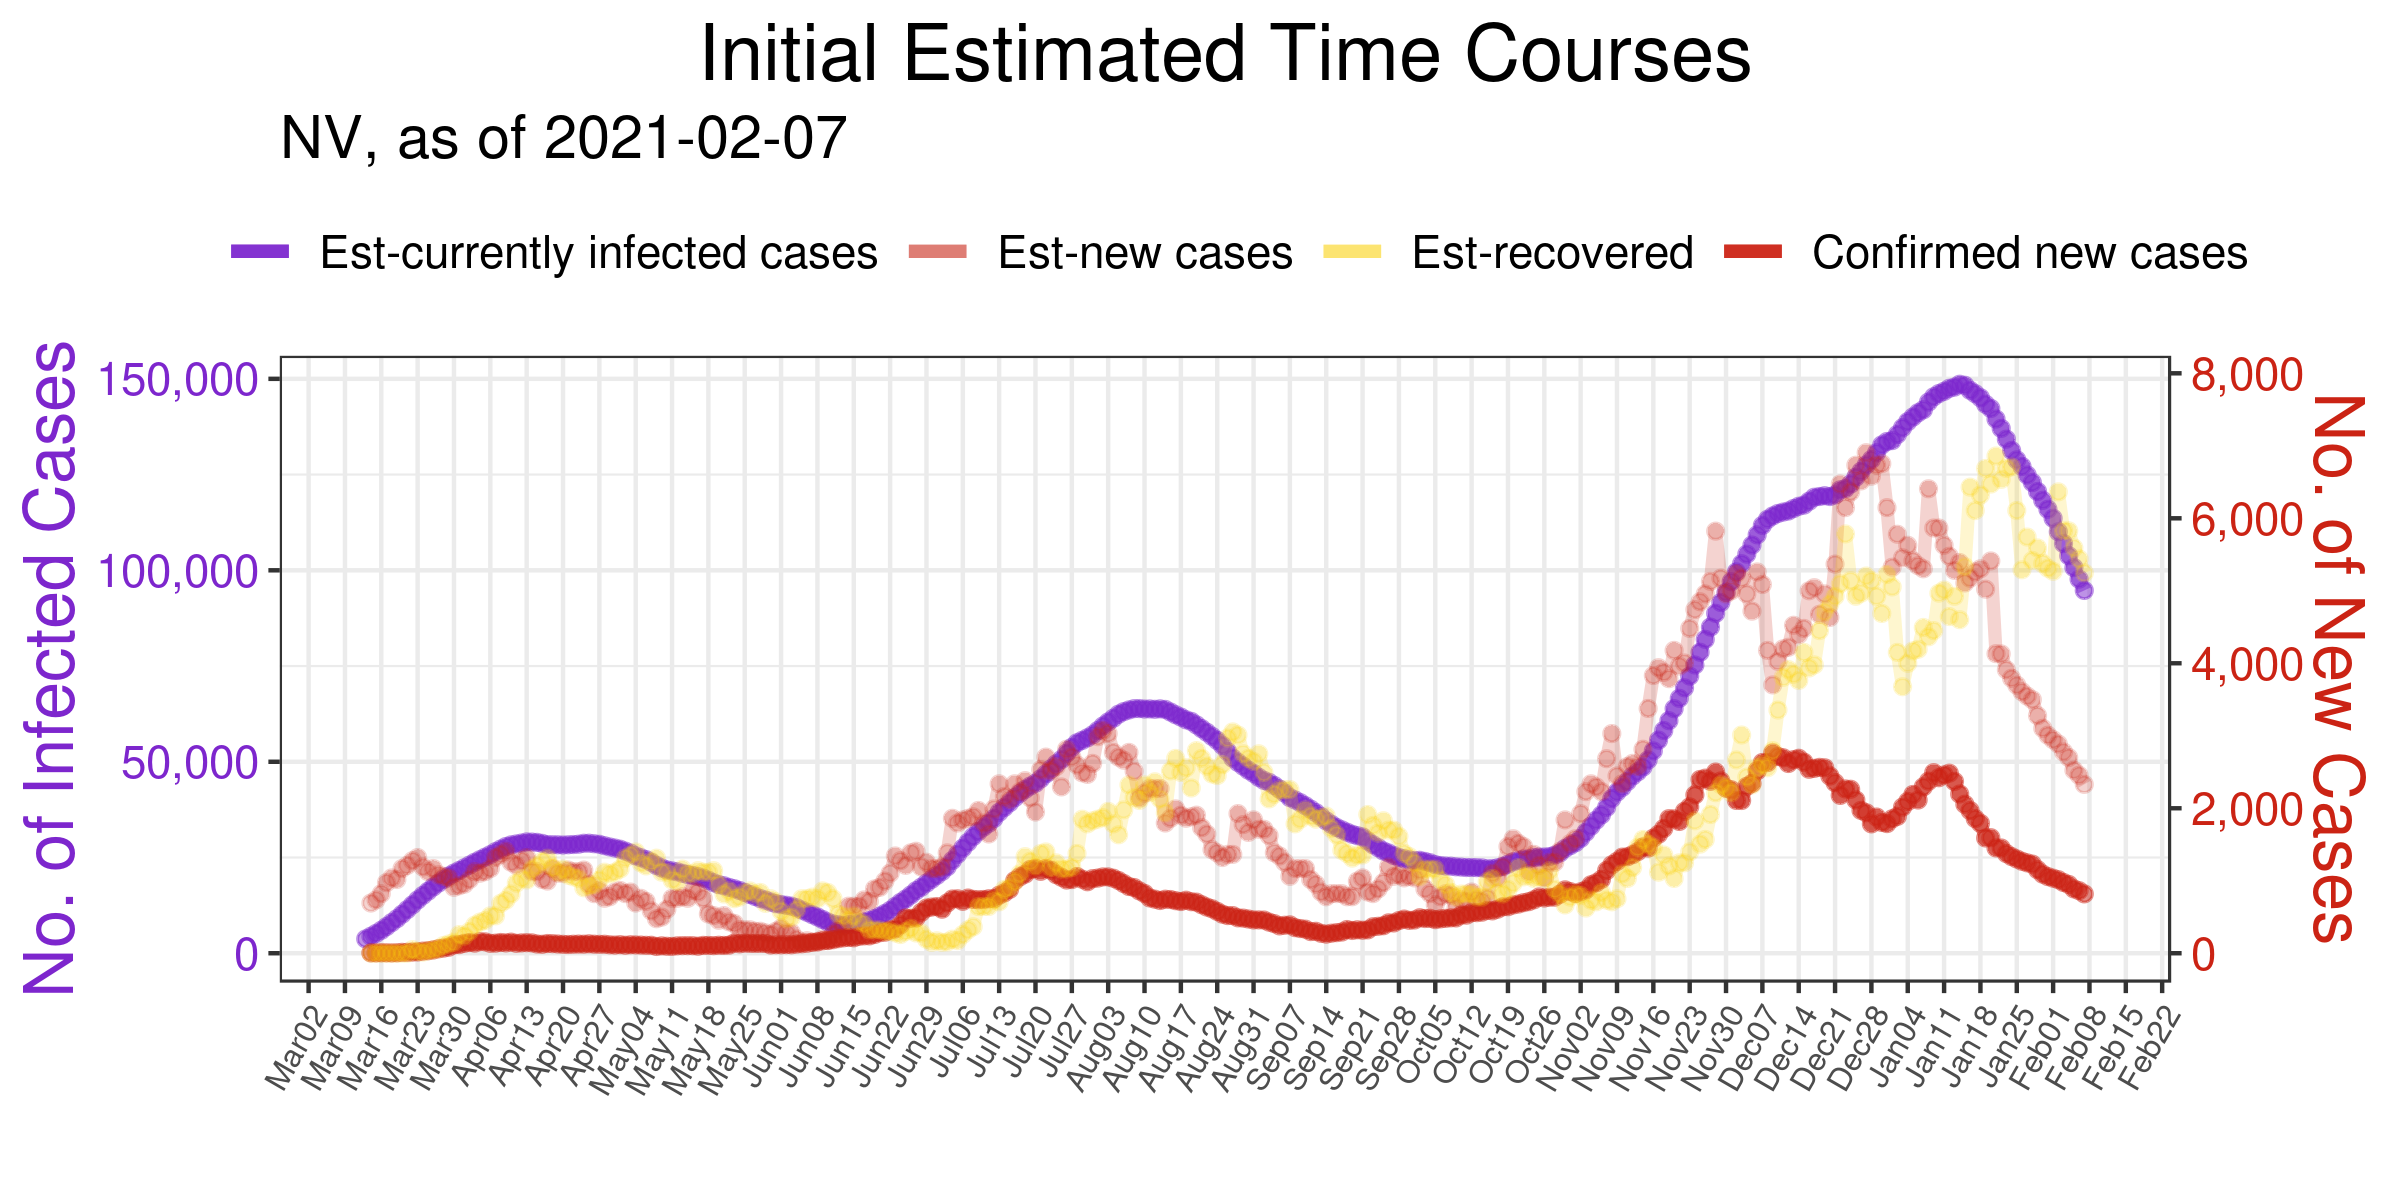 Initial Estimated Time Courses
NV, as of 2021-02-07
Est-currently infected cases Est-new cases Est-recovered Confirmed new cases
No. of Infected Cases
150,000
100,000
50,000
0
8,000
6,000
4,000
2,000
0
No. of New Cases
Mar02 Mar09 Mar16 Mar23 Mar30 Apr06 Apr13 Apr20 Apr27 May04 May11 May18 May25 Jun01 Jun08 Jun15 Jun22 Jun29 Jul06 Jul13 Jul20 Jul27 Aug03 Aug10 Aug17 Aug24 Aug31 Sep07 Sep14 Sep21 Sep28 Oct05 Oct12 Oct19 Oct26 Nov02 Nov09 Nov16 Nov23 Nov30 Dec07 Dec14 Dec21 Dec28 Jan04 Jan11 Jan18 Jan25 Feb01 Feb08 Feb15 Feb22